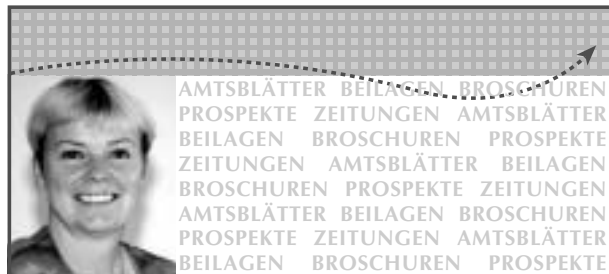 AMTSBLÄTTER BEILAGEN BROSCHUREN
PROSPEKTE ZEITUNGEN AMTSBLÄTTER
BEILAGEN BROSCHUREN PROSPEKTE
ZEITUNGEN AMTSBLÄTTER BEILAGEN
BROSCHUREN PROSPEKTE ZEITUNGEN
AMTSBLÄTTER BEILAGEN BROSCHUREN
PROSPEKTE ZEITUNGEN AMTSBLÄTTER
BEILAGEN BROSCHUREN PROSPEKTE